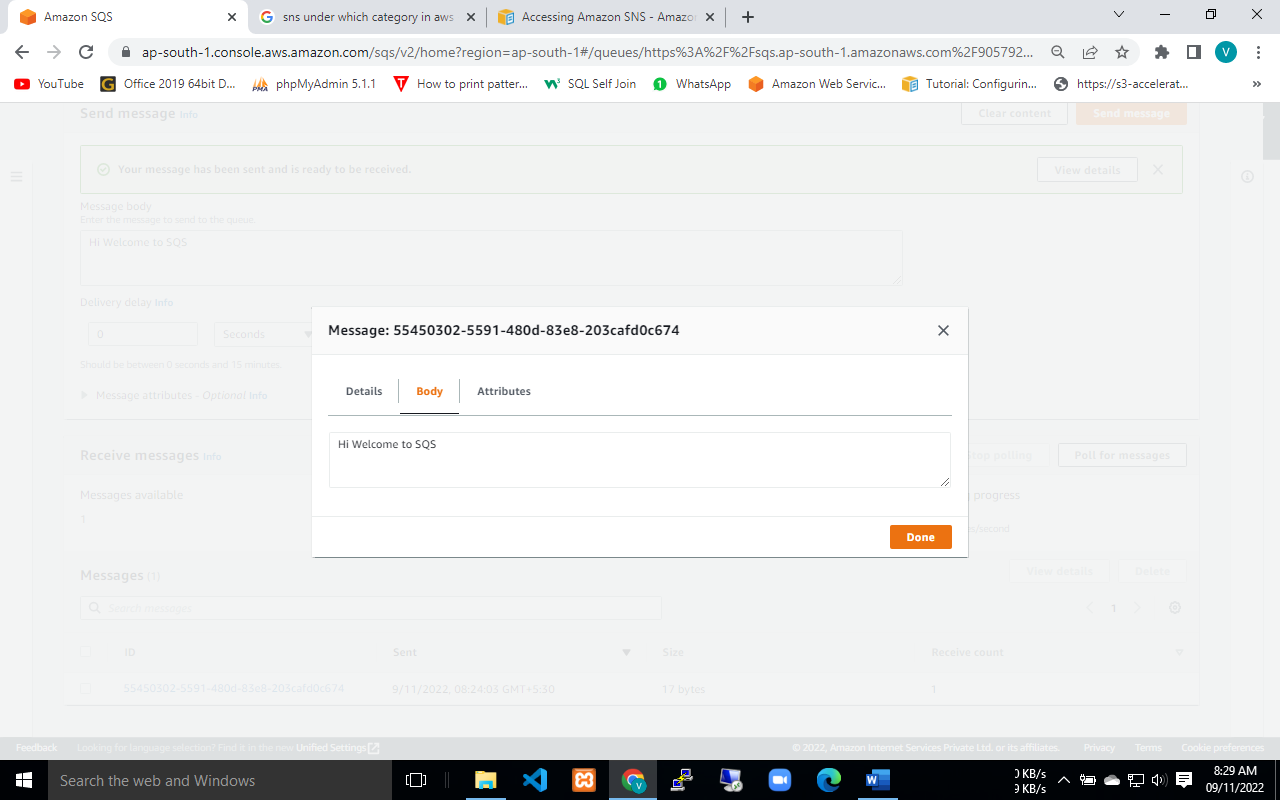 Amazon SQS
sns under which category in aws
Accessing Amazon SNS - Amazo
ap-south-1.console.aws.amazon.com/sqs/v2/home?region=ap-south-1#/queues/https%3A%2F%2Fsqs.ap-south-1.amazonaws.com%2F905792...
V
YouTube
Office 2019 64bit D...
phpMyAdmin 5.1.1
How to print patter...
SQL Self Join
WhatsApp
Amazon Web Servic...
Tutorial: Configurin...
https://s3-accelerat...
»
Send message Info
Clear content
Send message
Your message has been sent and is ready to be received.
View details
Message body
Enter the message to send to the queue.
Hi Welcome to SQS
Delivery delay Info
0
Seconds
Should be between 0 seconds and 15 minutes.
Message attributes - Optional Info
Message: 55450302-5591-480d-83e8-203cafd0c674
Details
Body
Attributes
Hi Welcome to SQS
Done
Receive messages Info
Stop polling
Poll for messages
Messages available
progress
1
/second
Messages (1)
View details
Delete
Search messages
1
ID
Sent
Size
Receive count
55450302-5591-480d-83e8-203cafd0c674
9/11/2022, 08:24:03 GMT+5:30
17 bytes
1
Feedback
Looking for language selection? Find it in the new Unified Settings
© 2022, Amazon Internet Services Private Ltd. or its affiliates.
Privacy
Terms
Cookie preferences
Search the web and Windows
0 KB/s
9 KB/s
8:29 AM
09/11/2022